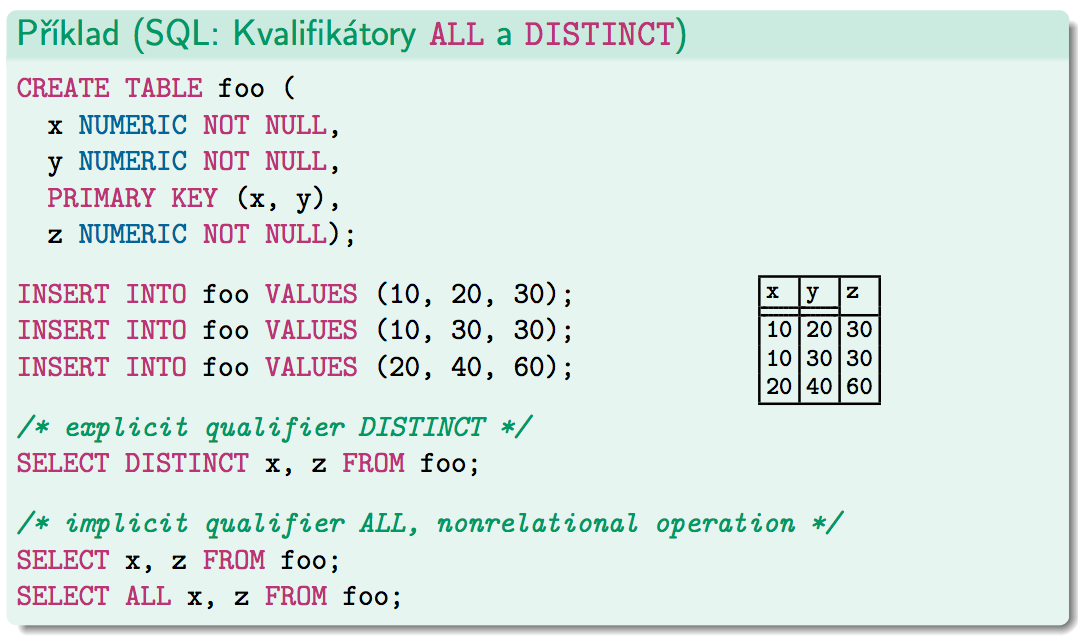 Příklad (SQL: Kvalifikátory ALL a DISTINCT)
CREATE TABLE foo (
  x NUMERIC NOT NULL,
  y NUMERIC NOT NULL,
  PRIMARY KEY (x, y),
  z NUMERIC NOT NULL);
INSERT INTO foo VALUES (10, 20, 30);
INSERT INTO foo VALUES (10, 30, 30);
INSERT INTO foo VALUES (20, 40, 60);
x y z
10 20 30
10 30 30
20 40 60
/* explicit qualifier DISTINCT */
SELECT DISTINCT x, z FROM foo;
/* implicit qualifier ALL, nonrelational operation */
SELECT x, z FROM foo;
SELECT ALL x, z FROM foo;